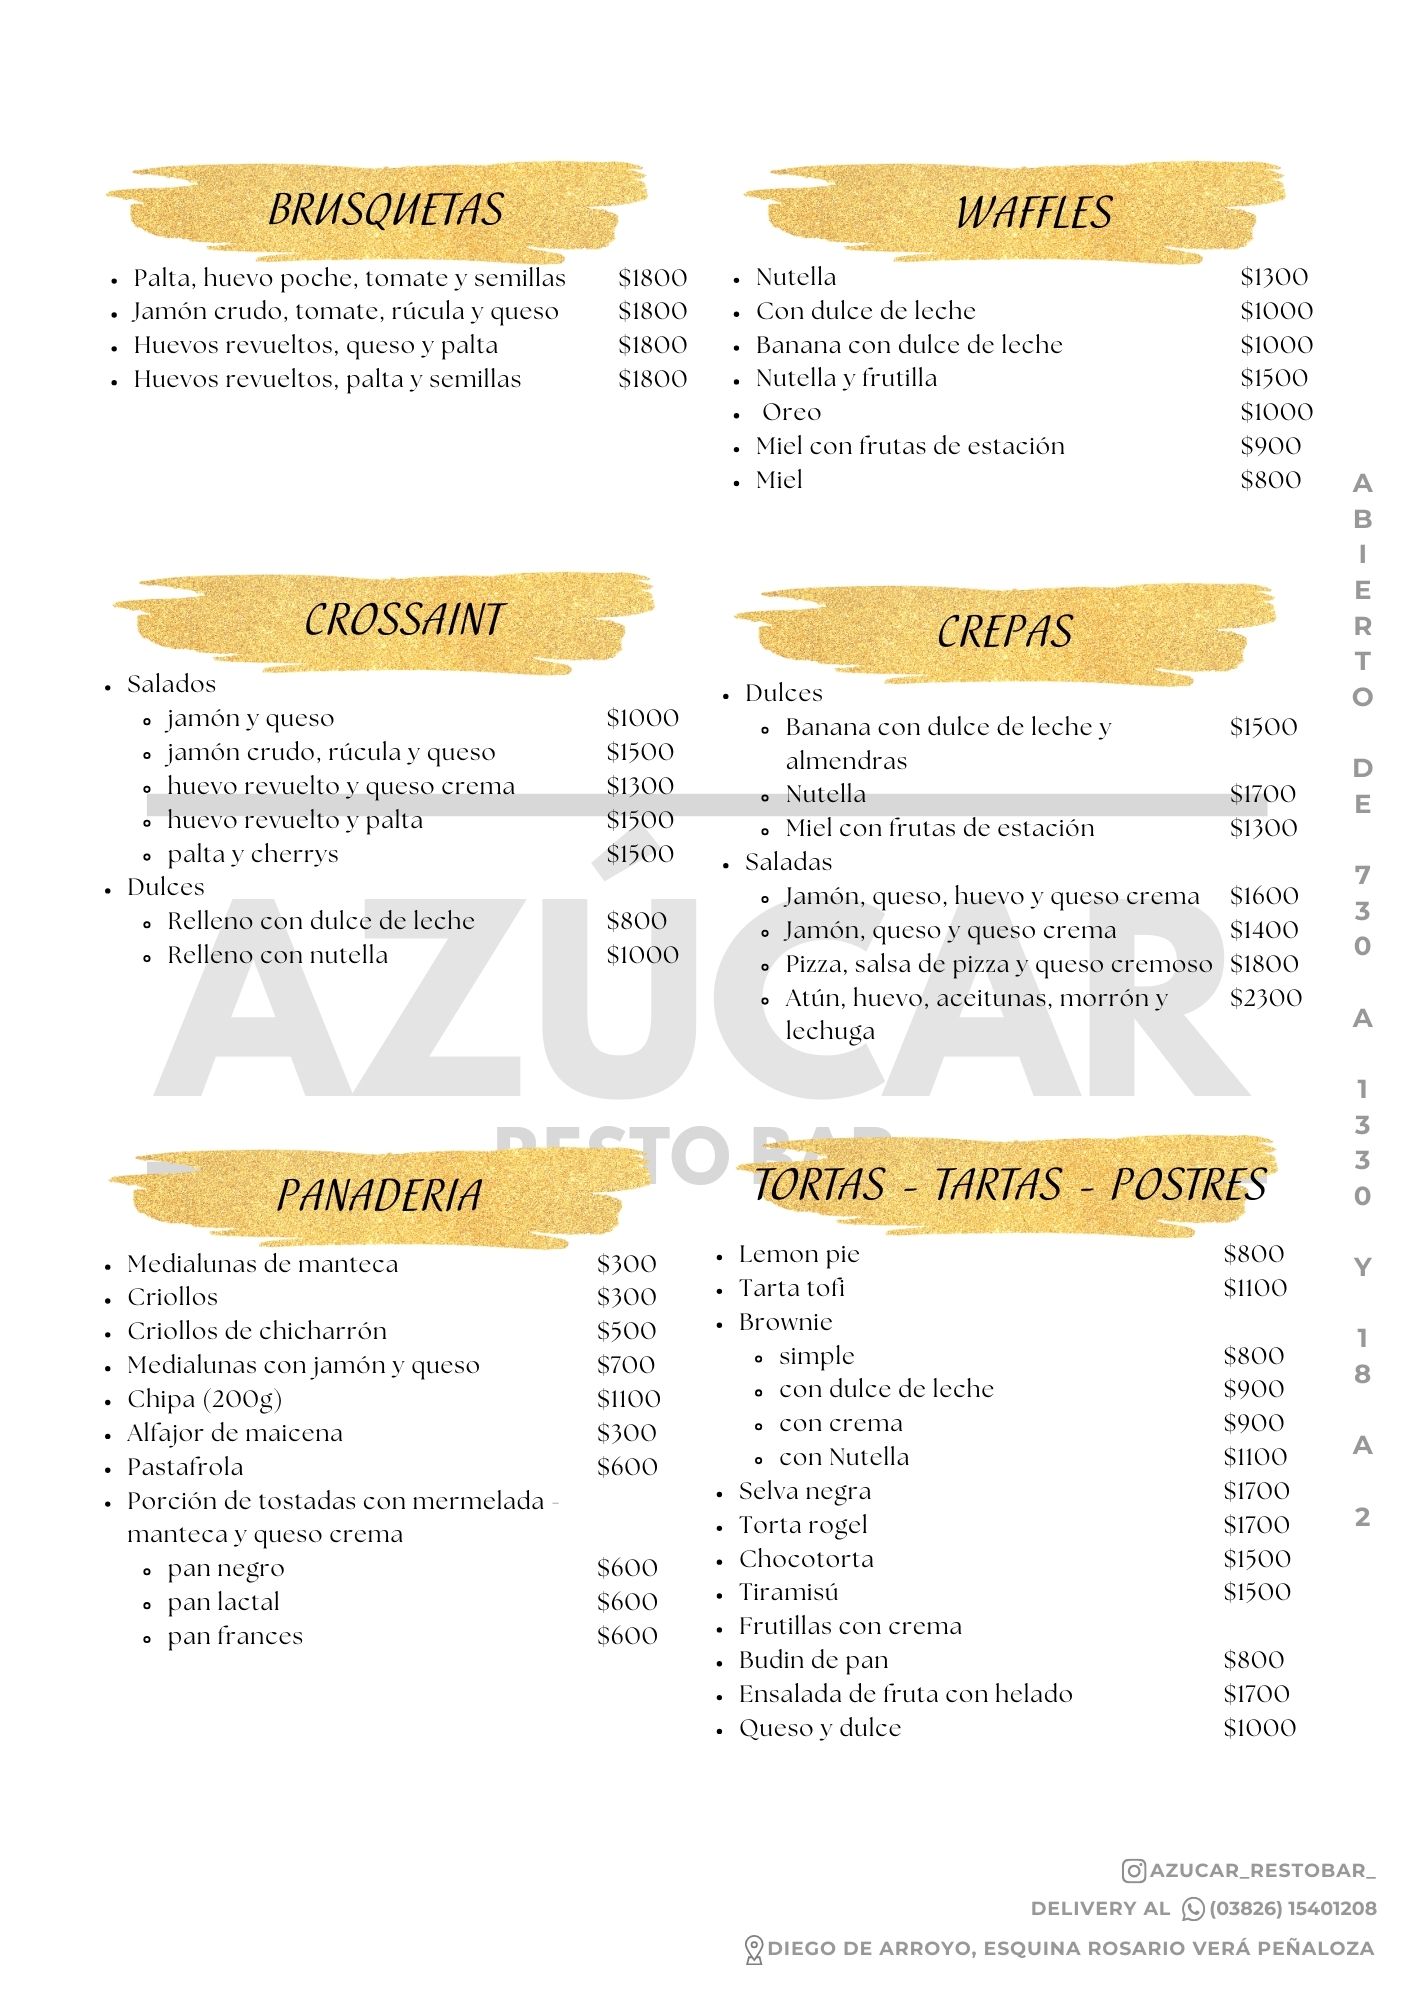 BRUSQUETAS
Palta, huevo poche, tomate y semillas $1800
Jamón crudo, tomate, rúcula y queso $1800
Huevos revueltos, queso y palta $1800
Huevos revueltos, palta y semillas $1800
WAFFLES
Nutella $1300
Con dulce de leche $1000
Banana con dulce de leche $1000
Nutella y frutilla $1500
Oreo $1000
Miel con frutas de estación $900
Miel $800
CROSSAINT
Salados
jamón y queso $1000
jamón crudo, rúcula y queso $1500
huevo revuelto y queso crema $1300
huevo revuelto y palta $1500
palta y cherrys $1500
Dulces
Relleno con dulce de leche $800
Relleno con nutella $1000
CREPAS
Dulces
Banana con dulce de leche y $1500
almendras
Nutella $1700
Miel con frutas de estación $1300
Saladas
Jamón, queso, huevo y queso crema $1600
Jamón, queso y queso crema $1400
Pizza, salsa de pizza y queso cremoso $1800
Atún, huevo, aceitunas, morrón y $2300
lechuga
AZÚCAR
RESTO BAR
PANADERIA
Medialunas de manteca $300
Criollos $300
Criollos de chicharrón $500
Medialunas con jamón y queso $700
Chipa (200g) $1100
Alfajor de maicena $300
Pastafrola $600
Porción de tostadas con mermelada -
manteca y queso crema
pan negro $600
pan lactal $600
pan frances $600
TORTAS - TARTAS - POSTRES
Lemon pie $800
Tarta tofi $1100
Brownie
simple $800
con dulce de leche $900
con crema $900
con Nutella $1100
Selva negra $1700
Torta rogel $1700
Chocotorta $1500
Tiramisú $1500
Frutillas con crema
Budin de pan $800
Ensalada de fruta con helado $1700
Queso y dulce $1000
ABIERTO DE 730 A 1330 Y 18 A 2
AZUCAR_RESTOBAR_
DELIVERY AL (03826) 15401208
DIEGO DE ARROYO, ESQUINA ROSARIO VERÁ PEÑALOZA